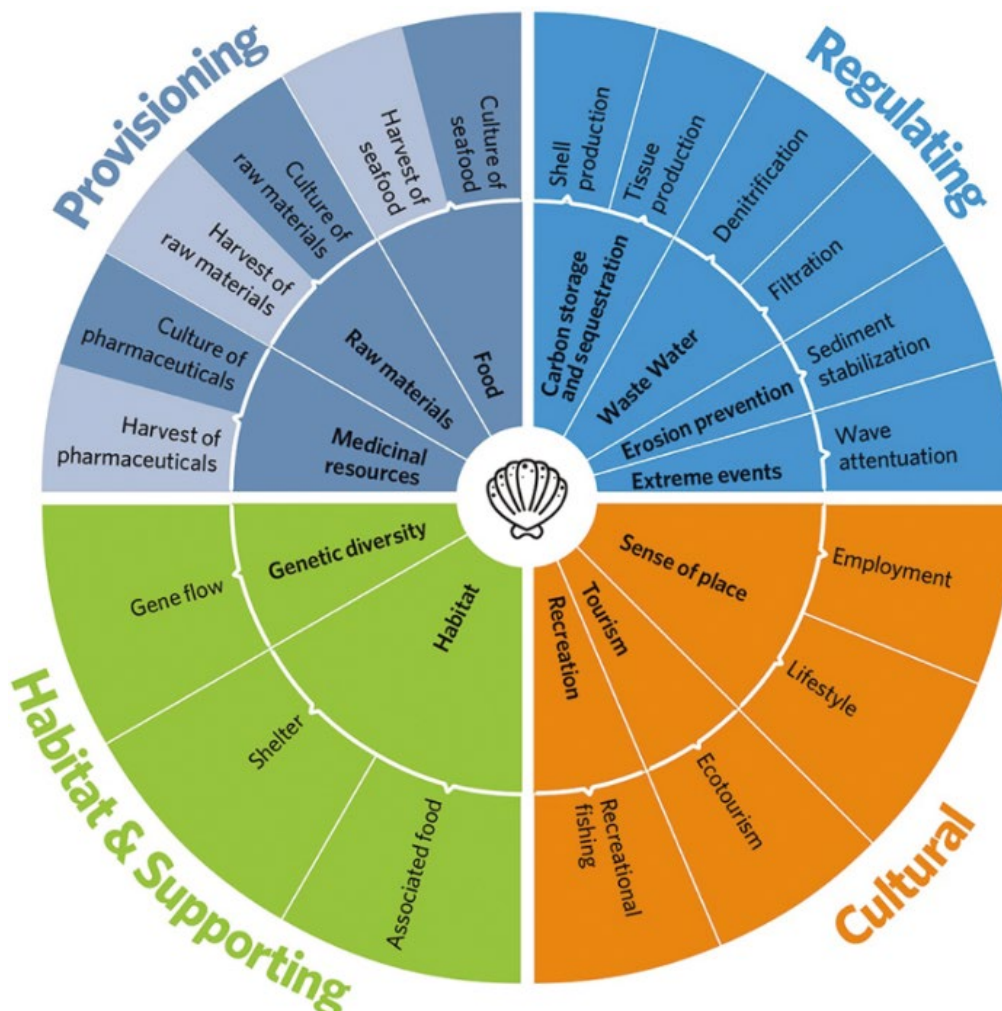 Provisioning
Harvest of
pharmaceuticals
Culture of
pharmaceuticals
Harvest of
raw materials
Culture of
raw materials
Harvest of
seafood
Culture of
seafood
Medicinal
resources
Raw materials
Food
Regulating
Shell
production
Tissue
production
Denitrification
Filtration
Sediment
stabilization
Wave
attentuation
Carbon storage
and sequestration
Waste Water
Erosion prevention
Extreme events
Cultural
Employment
Lifestyle
Ecotourism
Recreational
fishing
Sense of place
Tourism
Recreation
Habitat & Supporting
Gene flow
Shelter
Associated food
Genetic diversity
Habitat